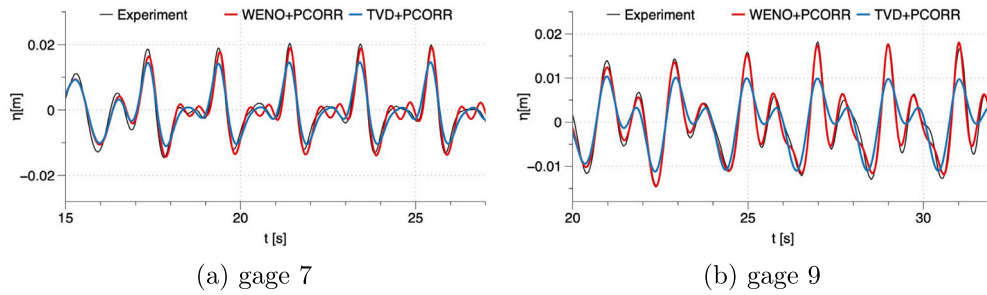 Experiment WENO+PCORR TVD+PCORR
0.02
0
−0.02
η[m]
15 20 25
t [s]
(a) gage 7
Experiment WENO+PCORR TVD+PCORR
0.02
0.01
0
−0.01
η[m]
20 25 30
t [s]
(b) gage 9